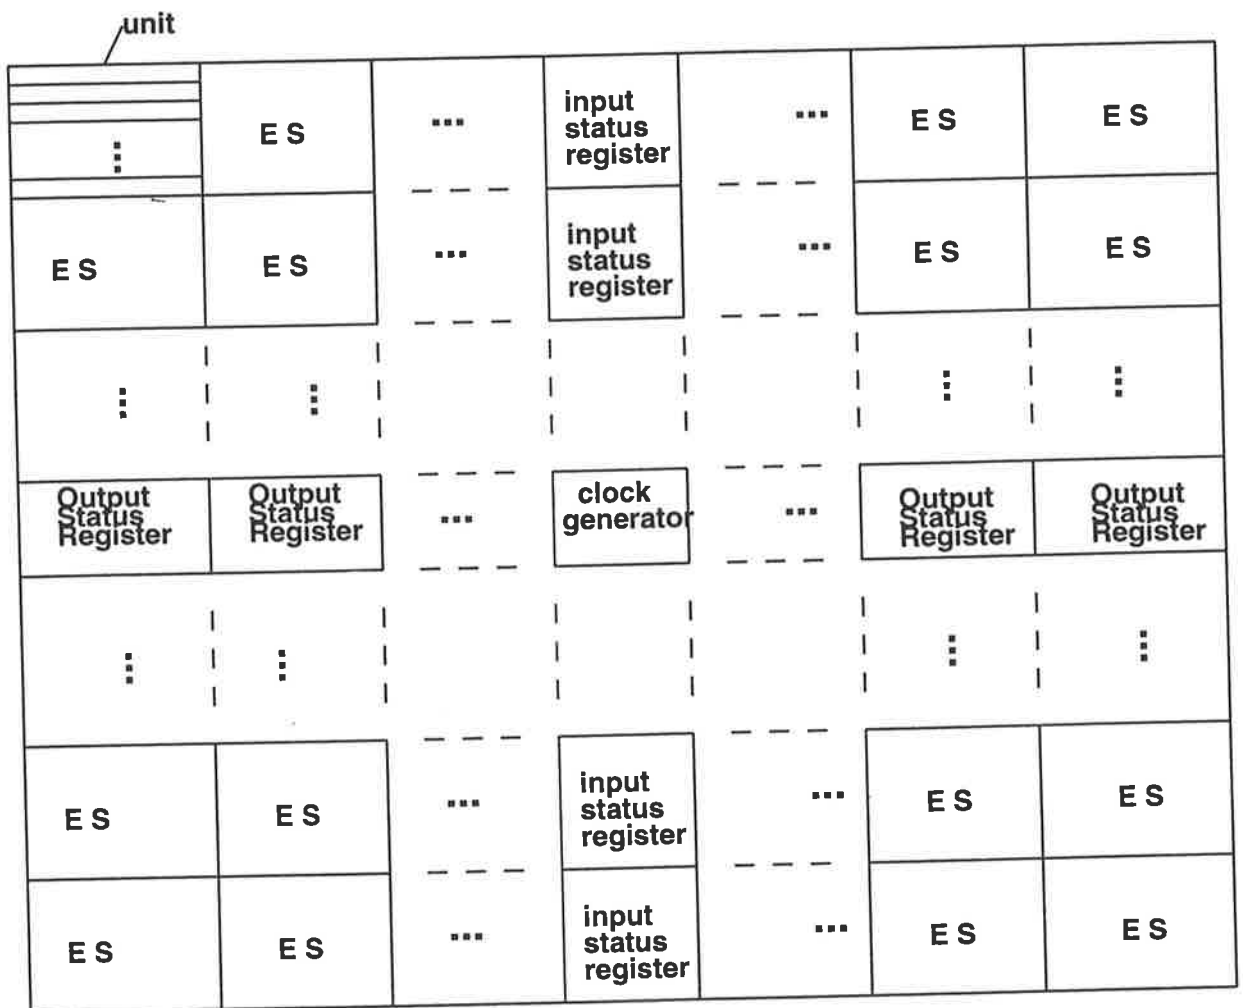 unit
E S
...
input
status
register
...
E S
E S
E S
E S
...
input
status
register
...
E S
E S
Output
Status
Register
Output
Status
Register
...
clock
generator
...
Output
Status
Register
Output
Status
Register
E S
E S
...
input
status
register
...
E S
E S
E S
E S
...
input
status
register
...
E S
E S